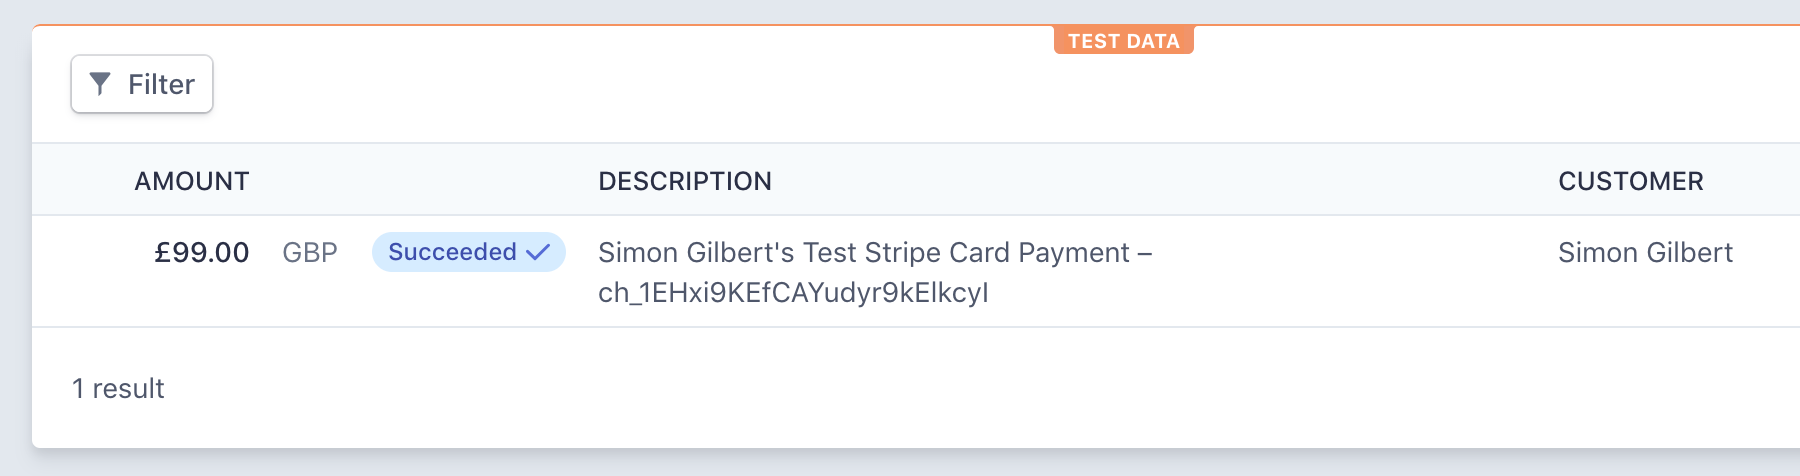 TEST DATA
Filter
AMOUNT DESCRIPTION CUSTOMER
£99.00 GBP Succeeded Simon Gilbert's Test Stripe Card Payment – Simon Gilbert
ch_1EHxi9KEfCAYudyr9kElkcyI
1 result